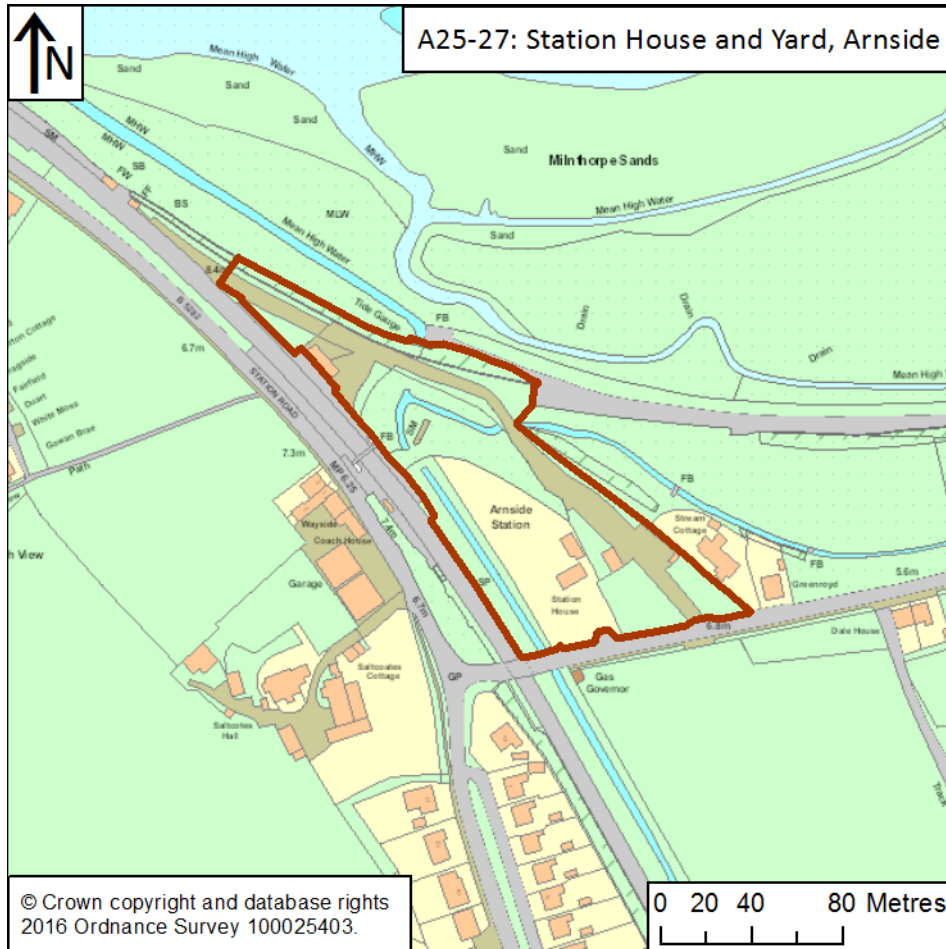 N
A25-27: Station House and Yard, Arnside
Mean High Water
Sand
Sand
Sand
Sand
Milnthorpe Sands
MHW
MHW
MHW
SM
SB
FW
BS
MLW
Mean High Water
Mean High Water
Sand
8.4m
Tide Gauge
FB
Drain
Drain
Drain
B 5282
6.7m
STATION ROAD
Fairfield
White Moss
Gowan Brae
Path
7.3m
MP 6.25
FB
SM
FB
Arnside
Station
Stream
Cottage
FB
Greenroyd
5.6m
Wayside
Coach House
7.4m
Garage
SP
Station
House
6.8m
Dale House
6.7m
Saltcoates
Cottage
GP
Gas
Governor
Saltcotes
Hall
© Crown copyright and database rights
2016 Ordnance Survey 100025403.
0 20 40 80 Metres